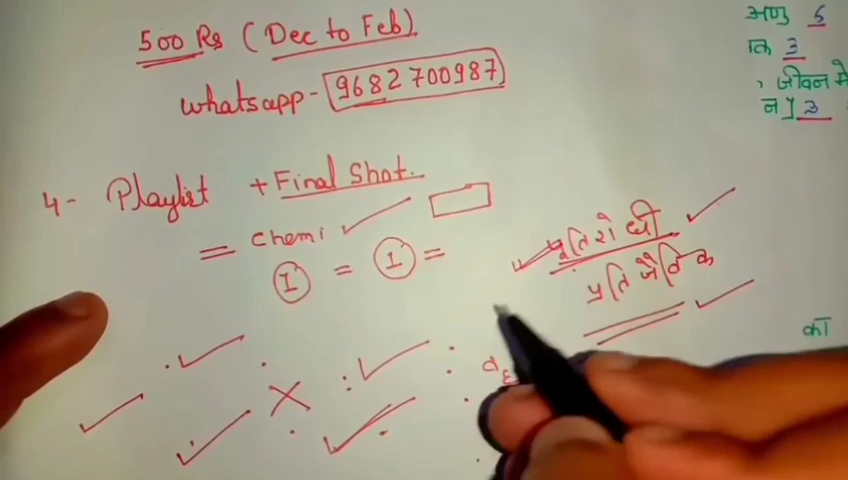 500 Rs (Dec to Feb)
whatsapp - 9682700987
4- Playlist + Final Shot.
= Chemi
I = I =
प्रतिरोधी
प्रतिजैविक
अणु 5
3
, जीवन मे
न] 3
का